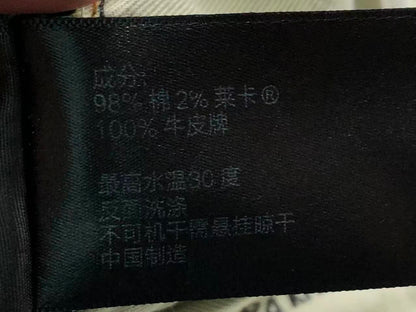 成分:
98% 棉 2% 莱卡®
100% 牛皮牌
最高水温30 度
反面洗涤
不可机干需悬挂晾干
中国制造